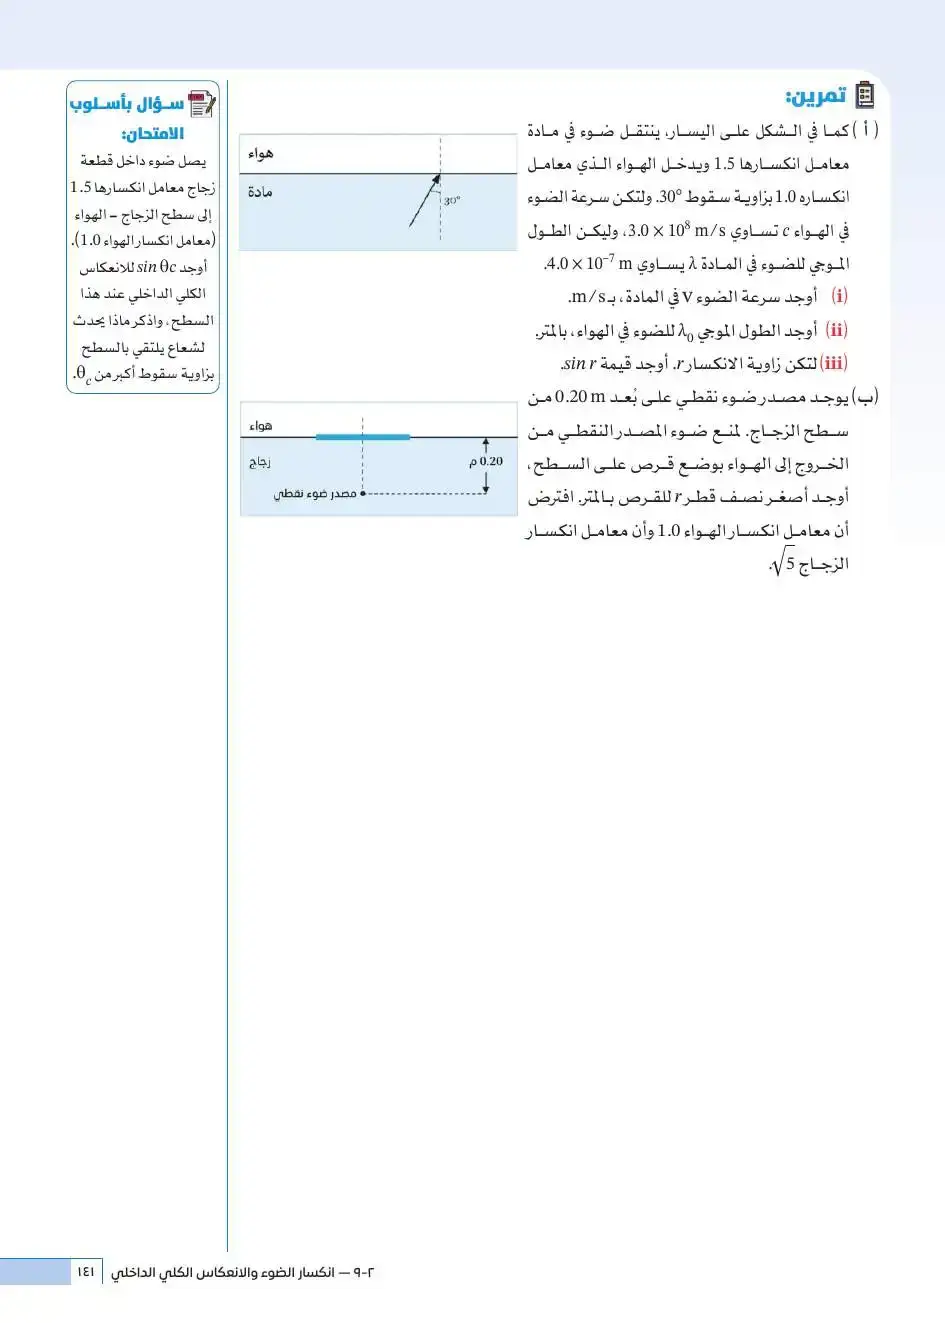 تمرين:
( أ ) كما في الشكل على اليسار، ينتقل ضوء في مادة
معامل انكسارها 1.5 ويدخل الهواء الذي معامل
انكساره 1.0 بزاوية سقوط °30. ولتكن سرعة الضوء
في الهواء c تساوي 3.0 × 10⁸ m/s، وليكن الطول
الموجي للضوء في المادة λ يساوي 4.0 × 10⁻⁷ m.
(i) أوجد سرعة الضوء v في المادة، بـ m/s.
(ii) أوجد الطول الموجي λ₀ للضوء في الهواء، بالمتر.
(iii) لتكن زاوية الانكسار r. أوجد قيمة sin r.
(ب) يوجد مصدر ضوء نقطي على بُعد 0.20 m من
سطح الزجاج. لمنع ضوء المصدر النقطي من
الخروج إلى الهواء بوضع قرص على السطح،
أوجد أصغر نصف قطر r للقرص بالمتر. افترض
أن معامل انكسار الهواء 1.0 وأن معامل انكسار
الزجاج √5.
هواء
مادة
30°
هواء
زجاج
0.20 م
مصدر ضوء نقطي
سؤال بأسلوب
الامتحان:
يصل ضوء داخل قطعة
زجاج معامل انكسارها 1.5
إلى سطح الزجاج – الهواء
(معامل انكسار الهواء 1.0).
أوجد sin θc للانعكاس
الكلي الداخلي عند هذا
السطح، واذكر ماذا يحدث
لشعاع يلتقي بالسطح
بزاوية سقوط أكبر من θc.
٢-٩ — انكسار الضوء والانعكاس الكلي الداخلي ١٤١